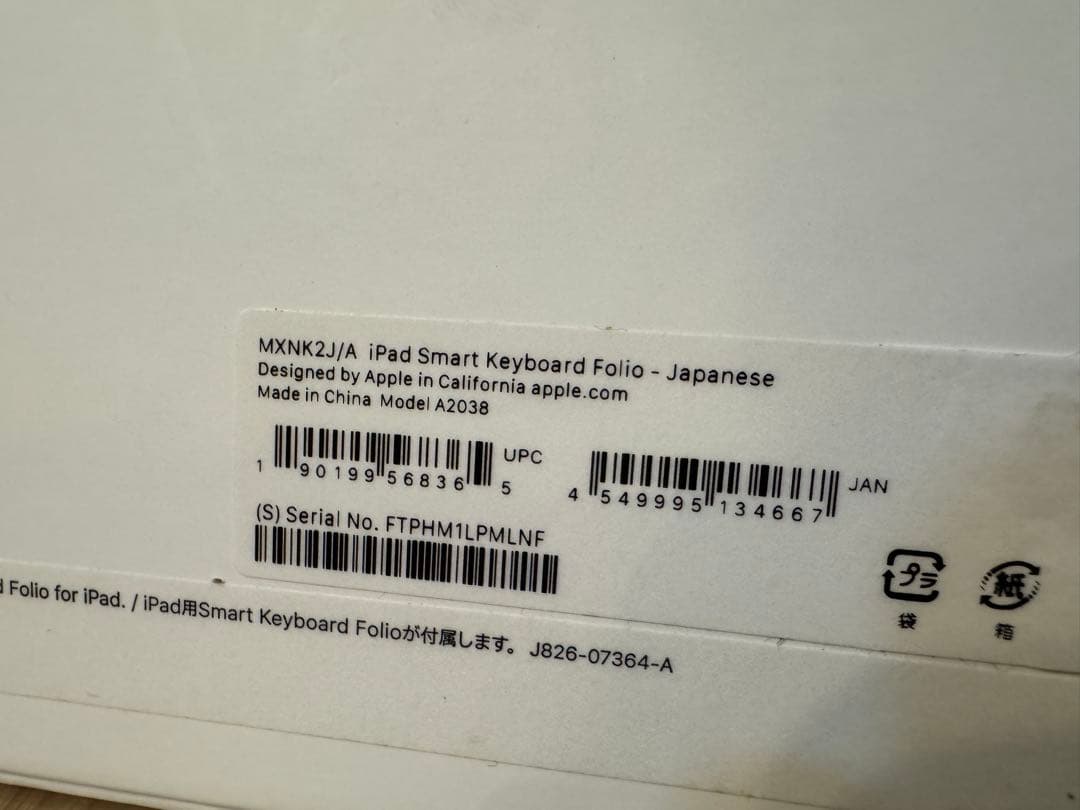 MXNK2J/A iPad Smart Keyboard Folio - Japanese
Designed by Apple in California apple.com
Made in China Model A2038
1 90199 56836 5 UPC
4 549995 134667 JAN
(S) Serial No. FTPHM1LPMLNF
プラ 紙
袋 箱
Folio for iPad. / iPad用Smart Keyboard Folioが付属します。 J826-07364-A